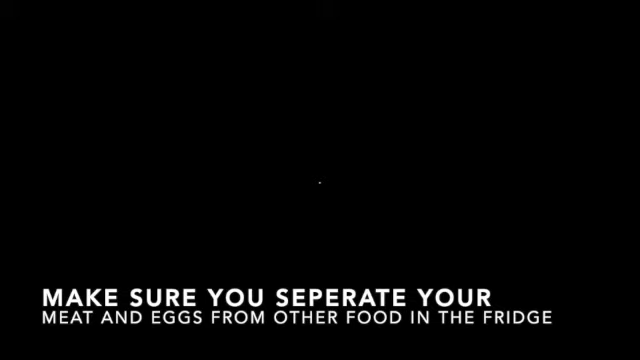 MAKE SURE YOU SEPERATE YOUR
MEAT AND EGGS FROM OTHER FOOD IN THE FRIDGE